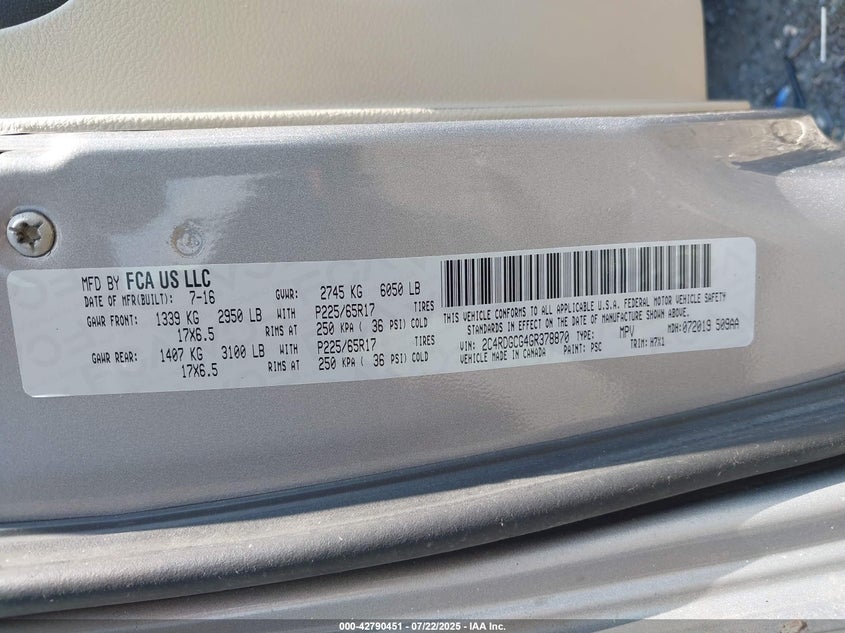 MFD BY FCA US LLC
DATE OF MFR(BUILT): 7-16 GVWR: 2745 KG 6050 LB
GAWR FRONT: 1339 KG 2950 LB WITH P225/65R17 TIRES
17X6.5 RIMS AT 250 KPA ( 36 PSI) COLD
GAWR REAR: 1407 KG 3100 LB WITH P225/65R17 TIRES
17X6.5 RIMS AT 250 KPA ( 36 PSI) COLD
THIS VEHICLE CONFORMS TO ALL APPLICABLE U.S.A. FEDERAL MOTOR VEHICLE SAFETY
STANDARDS IN EFFECT ON THE DATE OF MANUFACTURE SHOWN ABOVE.
VIN: 2C4RDGCG4GR378870 TYPE: MPV MDH: 072019 509AA
VEHICLE MADE IN CANADA PAINT: PSC TRIM: H7X1
000-42790451 - 07/22/2025 - IAA Inc.